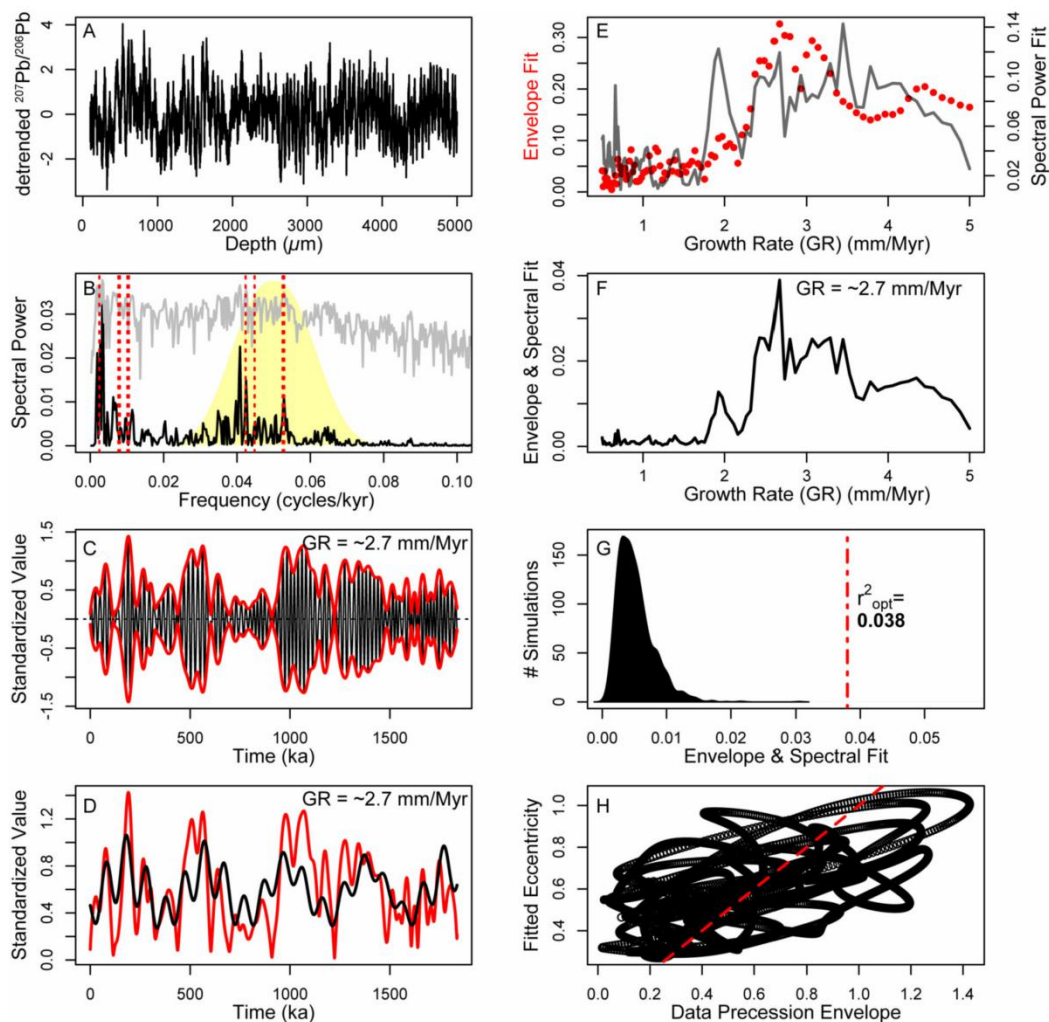 A
detrended ²⁰⁷Pb/²⁰⁶Pb
4
2
0
-2
0 1000 2000 3000 4000 5000
Depth (µm)
E
Envelope Fit
0.30
0.20
0.10
0.00
Spectral Power Fit
0.14
0.10
0.06
0.02
1 2 3 4 5
Growth Rate (GR) (mm/Myr)
B
Spectral Power
0.03
0.02
0.01
0.00
0.00 0.02 0.04 0.06 0.08 0.10
Frequency (cycles/kyr)
F
GR = ~2.7 mm/Myr
Envelope & Spectral Fit
0.04
0.02
0.00
1 2 3 4 5
Growth Rate (GR) (mm/Myr)
C
GR = ~2.7 mm/Myr
Standardized Value
1.5
0.5
-0.5
-1.5
0 500 1000 1500
Time (ka)
G
r²opt=
0.038
# Simulations
150
100
50
0
0.00 0.01 0.02 0.03 0.04 0.05
Envelope & Spectral Fit
D
GR = ~2.7 mm/Myr
Standardized Value
1.2
0.8
0.4
0.0
0 500 1000 1500
Time (ka)
H
Fitted Eccentricity
1.0
0.8
0.6
0.4
0.0 0.2 0.4 0.6 0.8 1.0 1.2 1.4
Data Precession Envelope